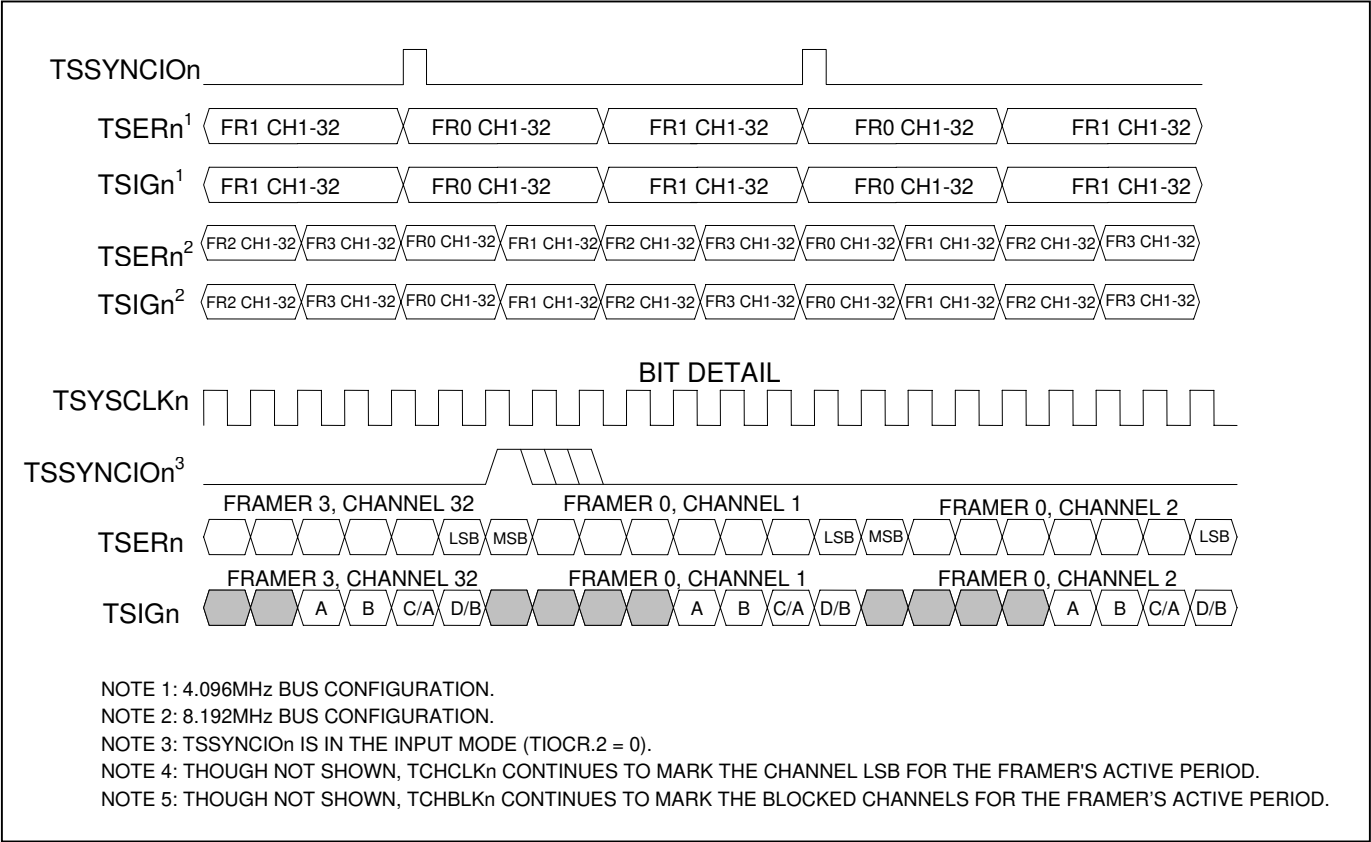 TSSYNCIOn
TSERn1 FR1 CH1-32 FR0 CH1-32 FR1 CH1-32 FR0 CH1-32 FR1 CH1-32
TSIGn1 FR1 CH1-32 FR0 CH1-32 FR1 CH1-32 FR0 CH1-32 FR1 CH1-32
TSERn2 FR2 CH1-32 FR3 CH1-32 FR0 CH1-32 FR1 CH1-32 FR2 CH1-32 FR3 CH1-32 FR0 CH1-32 FR1 CH1-32 FR2 CH1-32 FR3 CH1-32
TSIGn2 FR2 CH1-32 FR3 CH1-32 FR0 CH1-32 FR1 CH1-32 FR2 CH1-32 FR3 CH1-32 FR0 CH1-32 FR1 CH1-32 FR2 CH1-32 FR3 CH1-32
BIT DETAIL
TSYSCLKn
TSSYNCIOn3
FRAMER 3, CHANNEL 32 FRAMER 0, CHANNEL 1 FRAMER 0, CHANNEL 2
TSERn LSB MSB LSB MSB LSB
FRAMER 3, CHANNEL 32 FRAMER 0, CHANNEL 1 FRAMER 0, CHANNEL 2
TSIGn A B C/A D/B A B C/A D/B A B C/A D/B
NOTE 1: 4.096MHz BUS CONFIGURATION.
NOTE 2: 8.192MHz BUS CONFIGURATION.
NOTE 3: TSSYNCIOn IS IN THE INPUT MODE (TIOCR.2 = 0).
NOTE 4: THOUGH NOT SHOWN, TCHCLKn CONTINUES TO MARK THE CHANNEL LSB FOR THE FRAMER'S ACTIVE PERIOD.
NOTE 5: THOUGH NOT SHOWN, TCHBLKn CONTINUES TO MARK THE BLOCKED CHANNELS FOR THE FRAMER’S ACTIVE PERIOD.